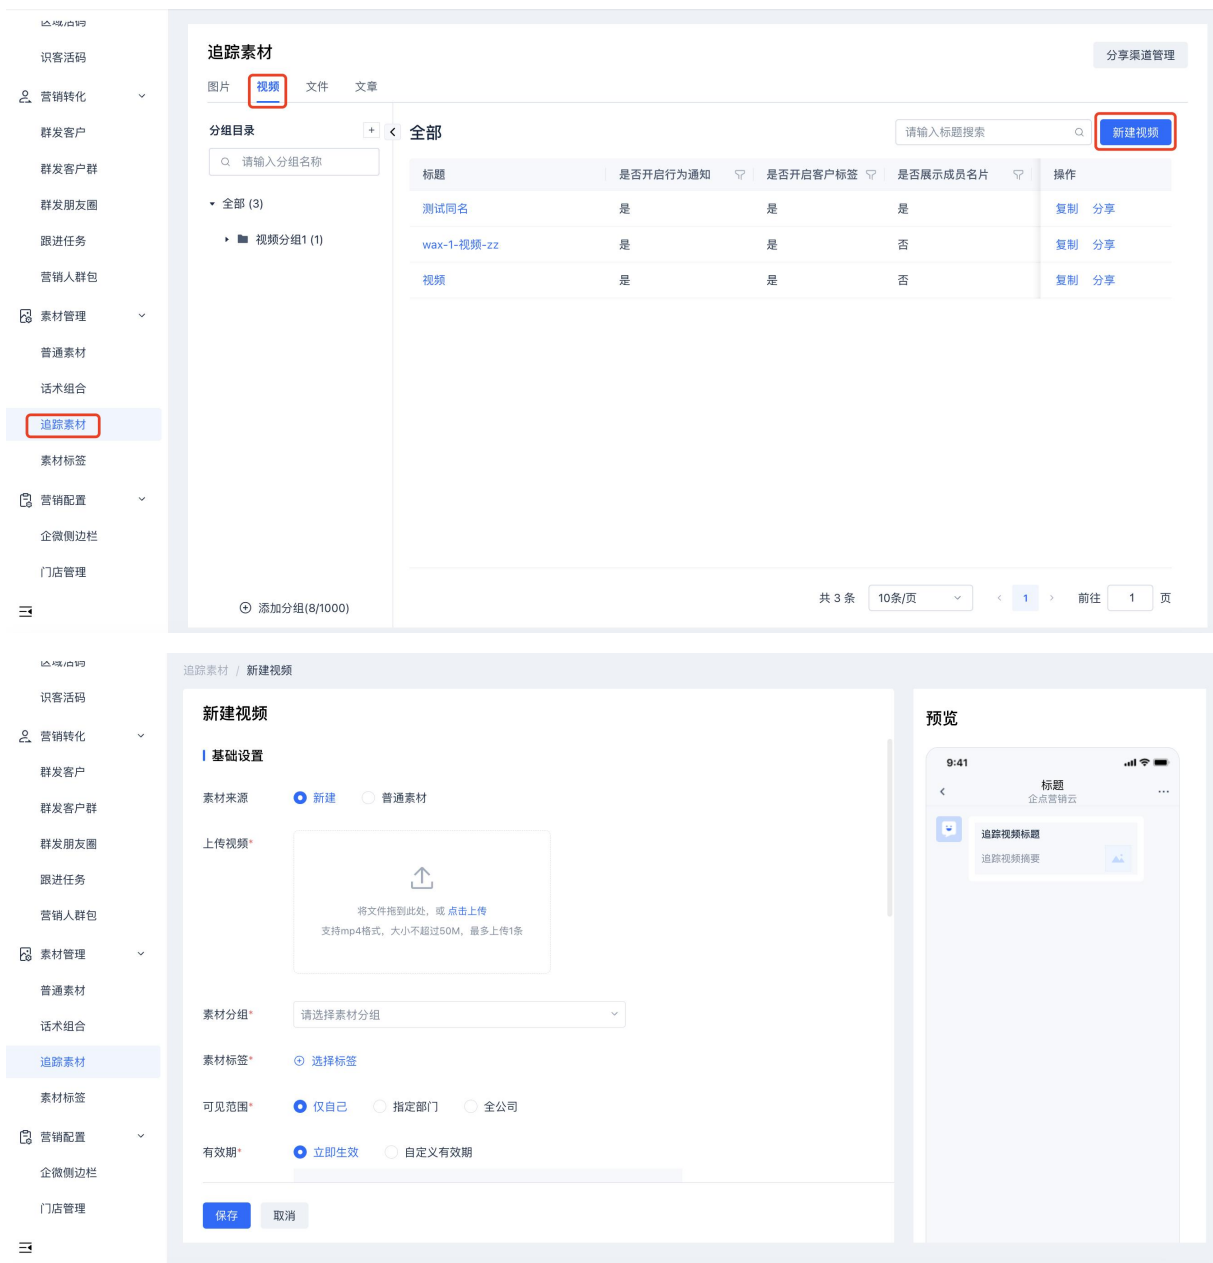 区域活码
识客活码
营销转化
群发客户
群发客户群
群发朋友圈
跟进任务
营销人群包
素材管理
普通素材
话术组合
追踪素材
素材标签
营销配置
企微侧边栏
门店管理
追踪素材
分享渠道管理
图片 视频 文件 文章
分组目录 +
请输入分组名称
全部 (3)
视频分组1 (1)
添加分组(8/1000)
全部
请输入标题搜索
新建视频
标题 是否开启行为通知 是否开启客户标签 是否展示成员名片 操作
测试同名 是 是 是 复制 分享
wax-1-视频-zz 是 是 否 复制 分享
视频 是 是 否 复制 分享
共 3 条 10条/页 1 前往 1 页
区域活码
识客活码
营销转化
群发客户
群发客户群
群发朋友圈
跟进任务
营销人群包
素材管理
普通素材
话术组合
追踪素材
素材标签
营销配置
企微侧边栏
门店管理
追踪素材 / 新建视频
新建视频
基础设置
素材来源 新建 普通素材
上传视频*
将文件拖到此处，或 点击上传
支持mp4格式，大小不超过50M，最多上传1条
素材分组* 请选择素材分组
素材标签* 选择标签
可见范围* 仅自己 指定部门 全公司
有效期* 立即生效 自定义有效期
保存 取消
预览
9:41
标题
企点营销云
追踪视频标题
追踪视频摘要